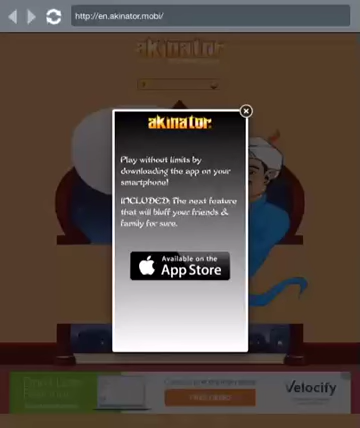 http://en.akinator.mobi/
akinator
akinator
Play without limits by
downloading the app on your
smartphone!
INCLUDED: The next feature
that will bluff your friends &
family for sure.
Available on the
App Store
Velocify